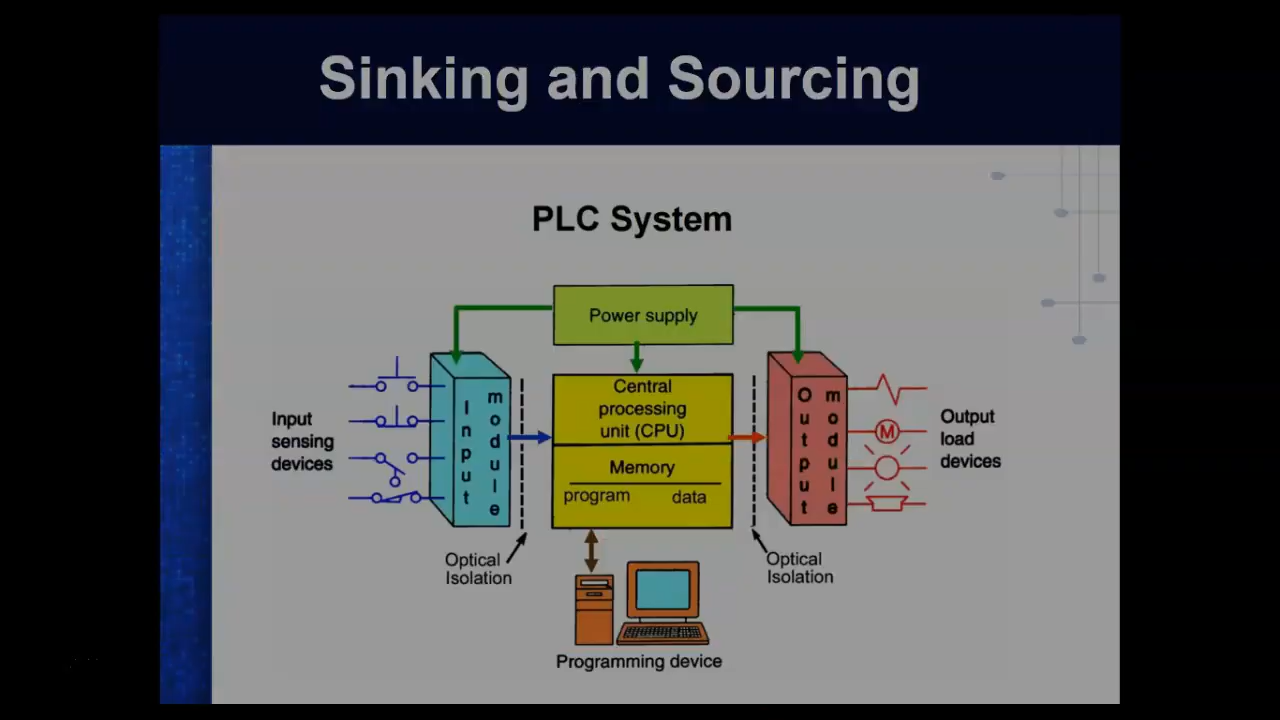 Sinking and Sourcing
PLC System
Power supply
Input
sensing
devices
Input
module
Central
processing
unit (CPU)
Memory
program data
Output
module
M
Output
load
devices
Optical
Isolation
Optical
Isolation
Programming device